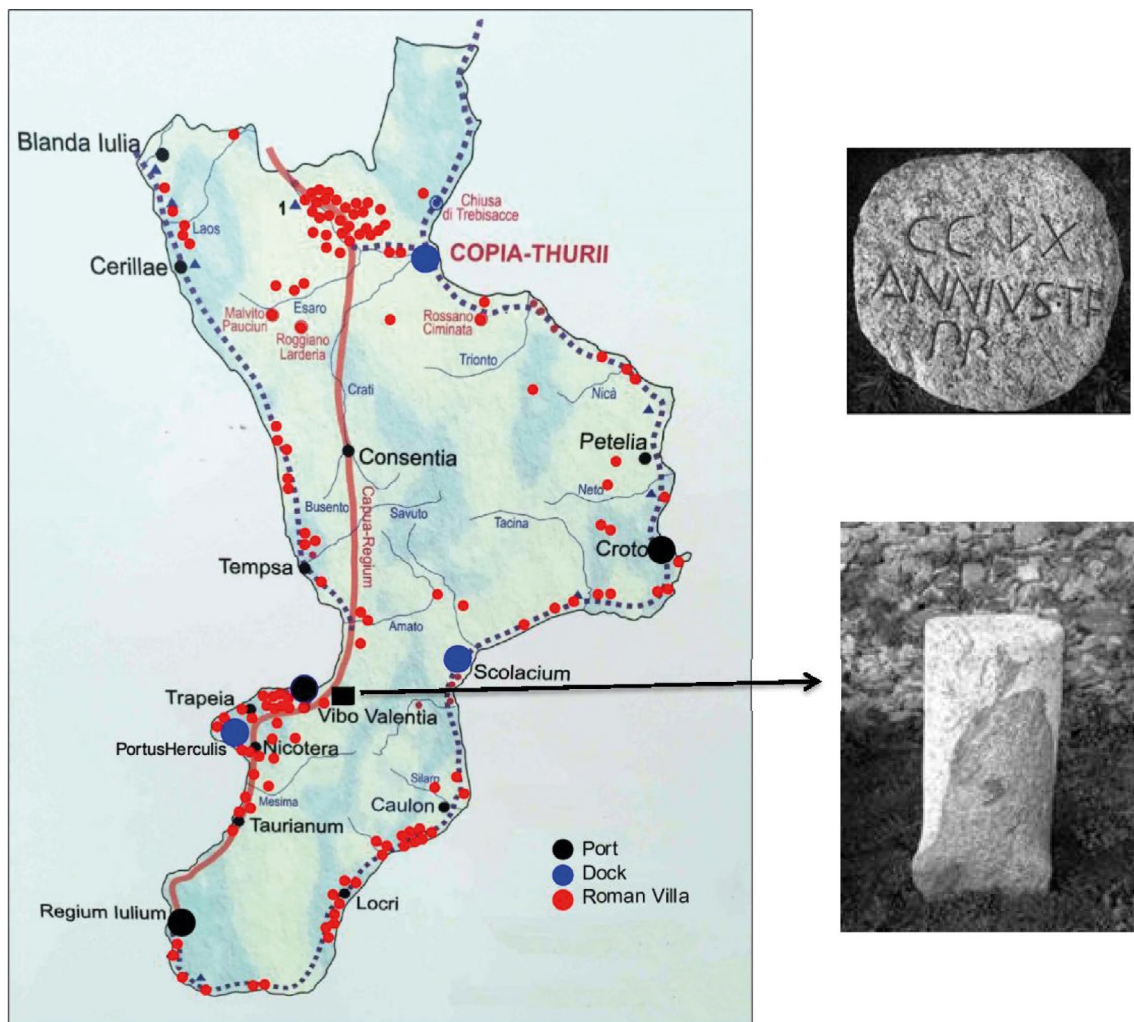 Blanda Iulia
1
Chiusa
di Trebisacce
Laos
COPIA-THURII
Cerillae
Esaro
Malvito
Pauciuri
Roggiano
Larderia
Rossano
Ciminata
Trionto
Crati
Nicà
Petelia
Consentia
Neto
Busento
Savuto
Tacina
Capua-Regium
Croto
Tempsa
Amato
Scolacium
Trapeia
Vibo Valentia
PortusHerculis
Nicotera
Silaro
Mesima
Caulon
Taurianum
Port
Dock
Roman Villa
Locri
Regium Iulium
CC↓X
ANNIVS·TF
PR